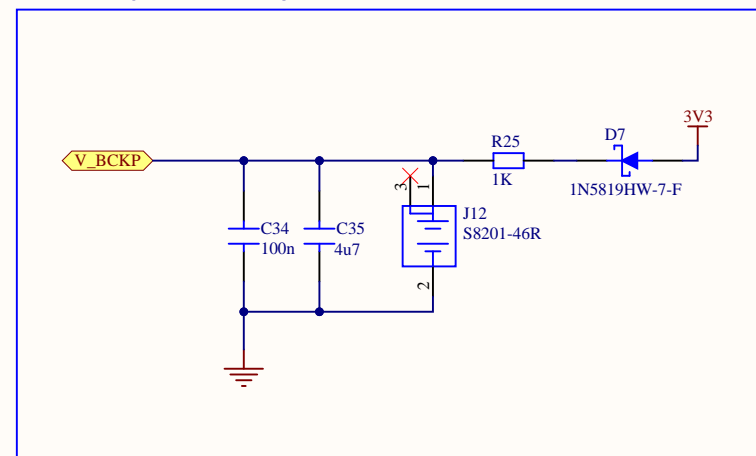 3V3
D7
R25
V_BCKP
1K
1N5819HW-7-F
3
1
J12
C34
C35
S8201-46R
100n
4u7
2